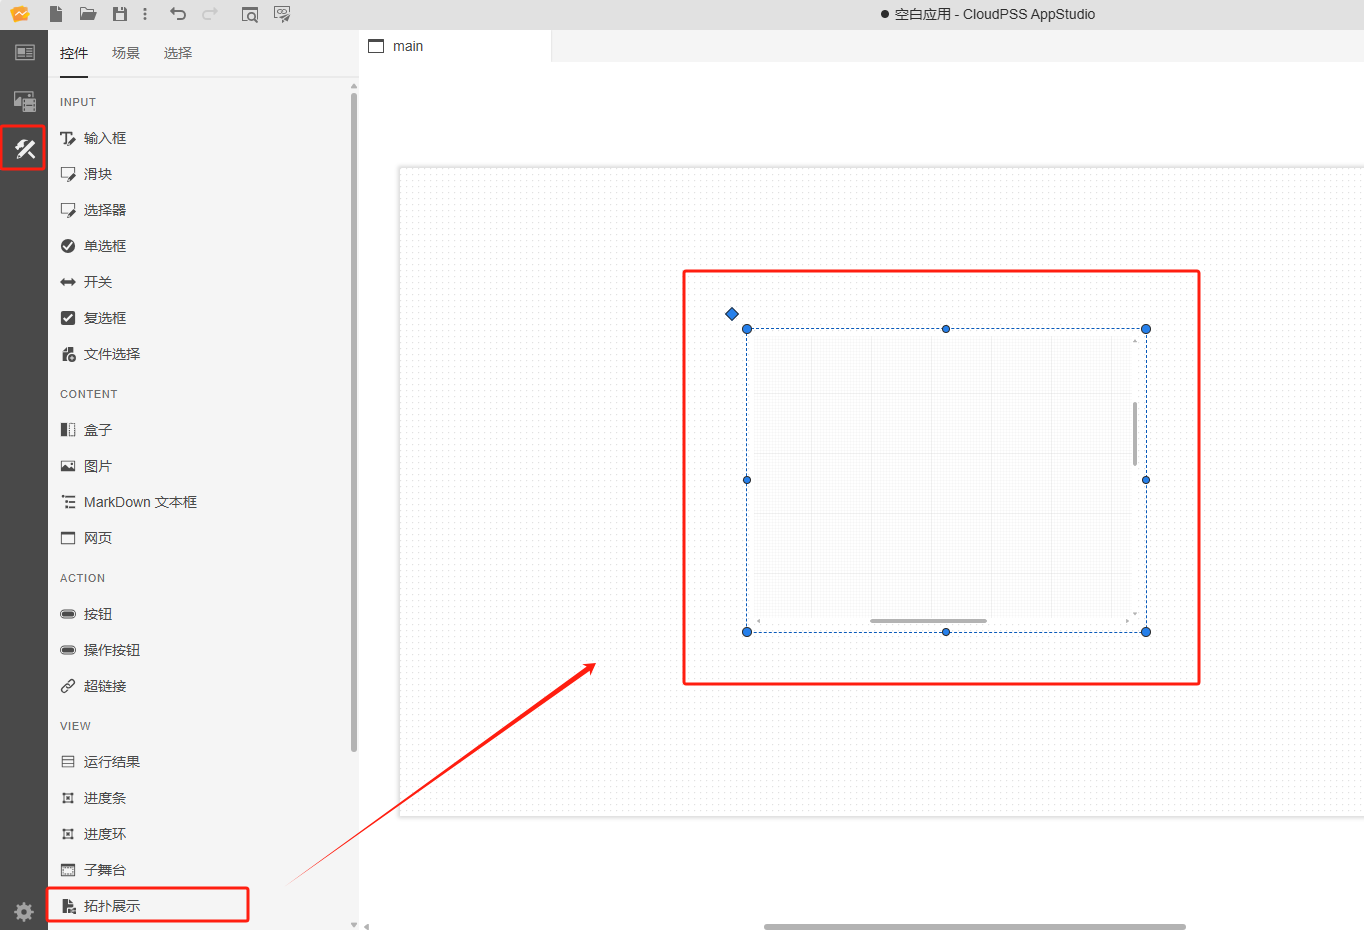 ● 空白应用 - CloudPSS AppStudio
控件 场景 选择
main
INPUT
输入框
滑块
选择器
单选框
开关
复选框
文件选择
CONTENT
盒子
图片
MarkDown 文本框
网页
ACTION
按钮
操作按钮
超链接
VIEW
运行结果
进度条
进度环
子舞台
拓扑展示